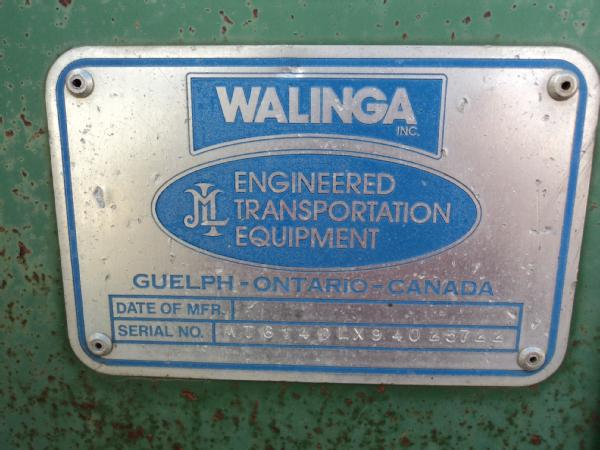 WALINGA
INC.
ENGINEERED
TRANSPORTATION
EQUIPMENT
GUELPH - ONTARIO - CANADA
DATE OF MFR.
SERIAL NO.